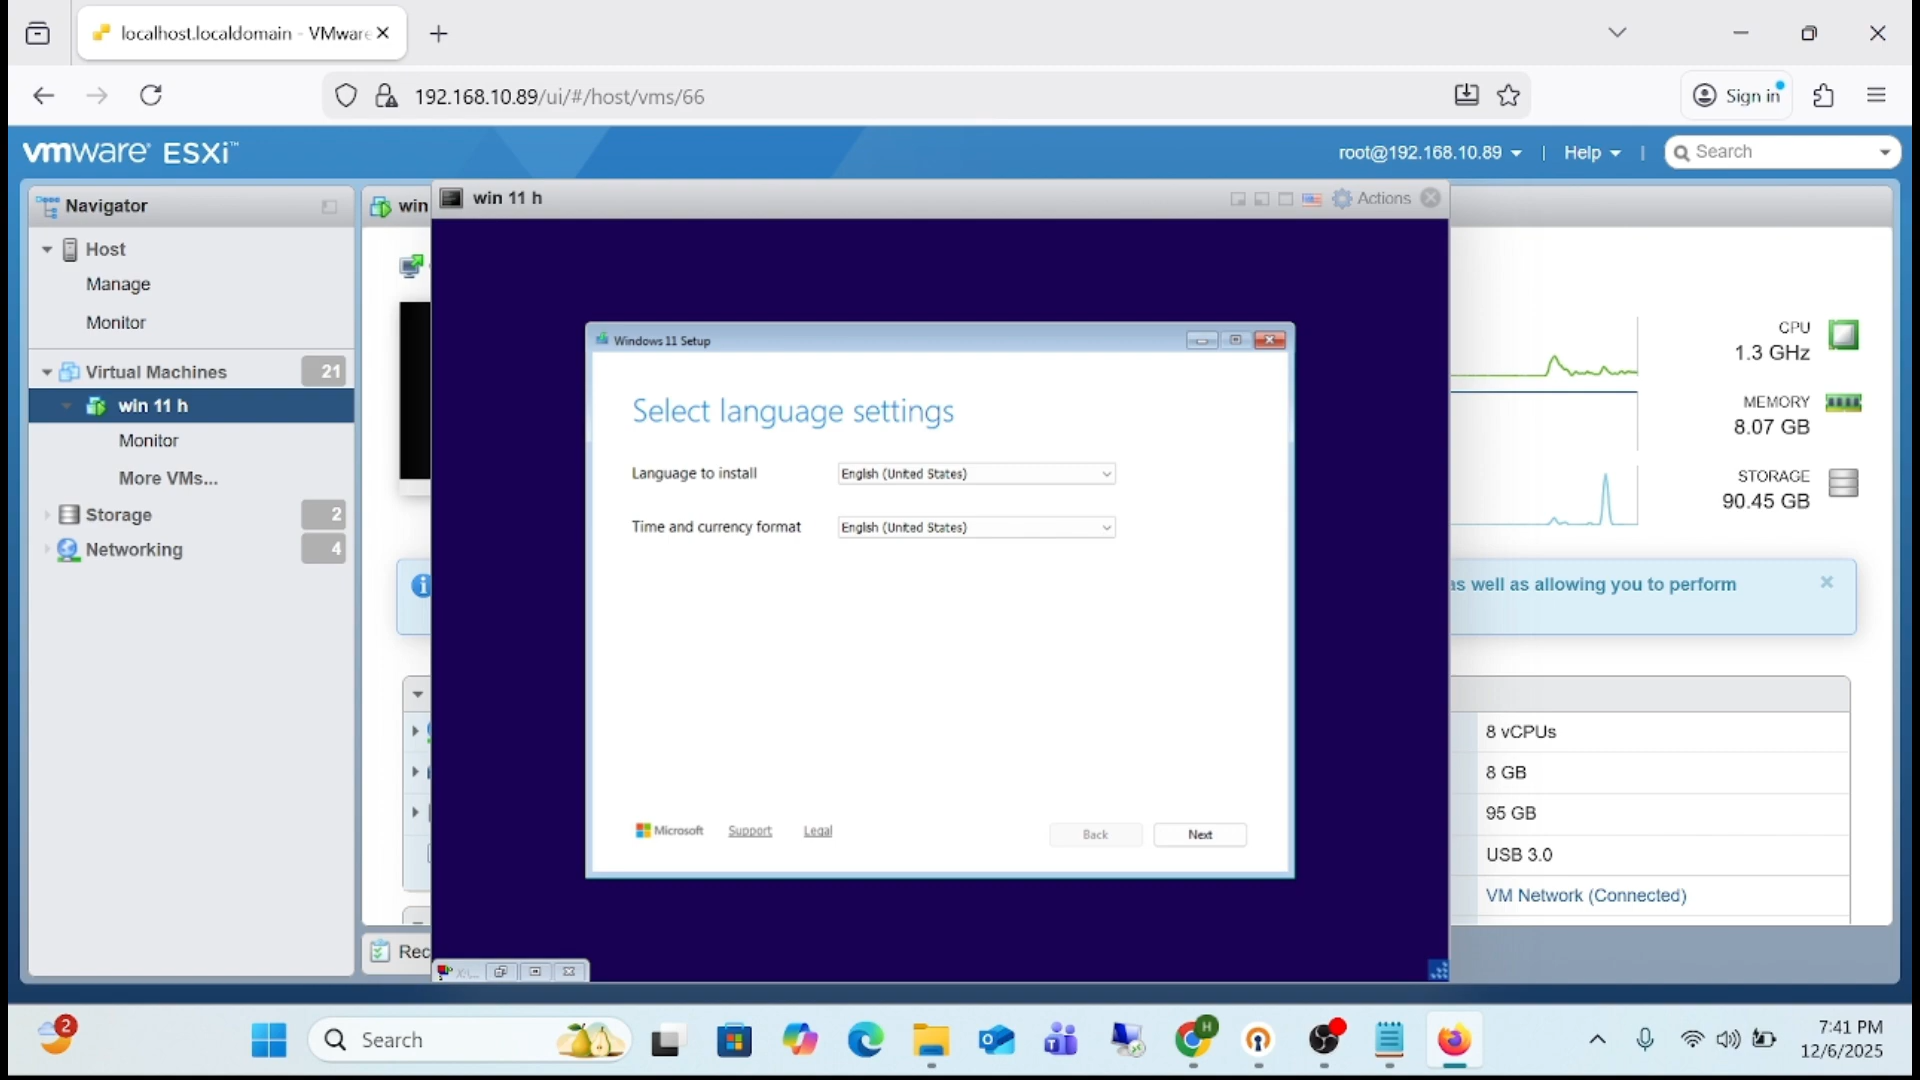 localhost.localdomain - VMware
192.168.10.89/ui/#/host/vms/66
Sign in
vmware ESXi™
root@192.168.10.89
|
Help
|
Search
Navigator
Host
Manage
Monitor
Virtual Machines 21
win 11 h
Monitor
More VMs...
Storage 2
Networking 4
win
win 11 h
Actions
Windows 11 Setup
Select language settings
Language to install
English (United States)
Time and currency format
English (United States)
Microsoft
Support
Legal
Back
Next
CPU
1.3 GHz
MEMORY
8.07 GB
STORAGE
90.45 GB
as well as allowing you to perform
8 vCPUs
8 GB
95 GB
USB 3.0
VM Network (Connected)
Rec
2
Search
H
7:41 PM
12/6/2025